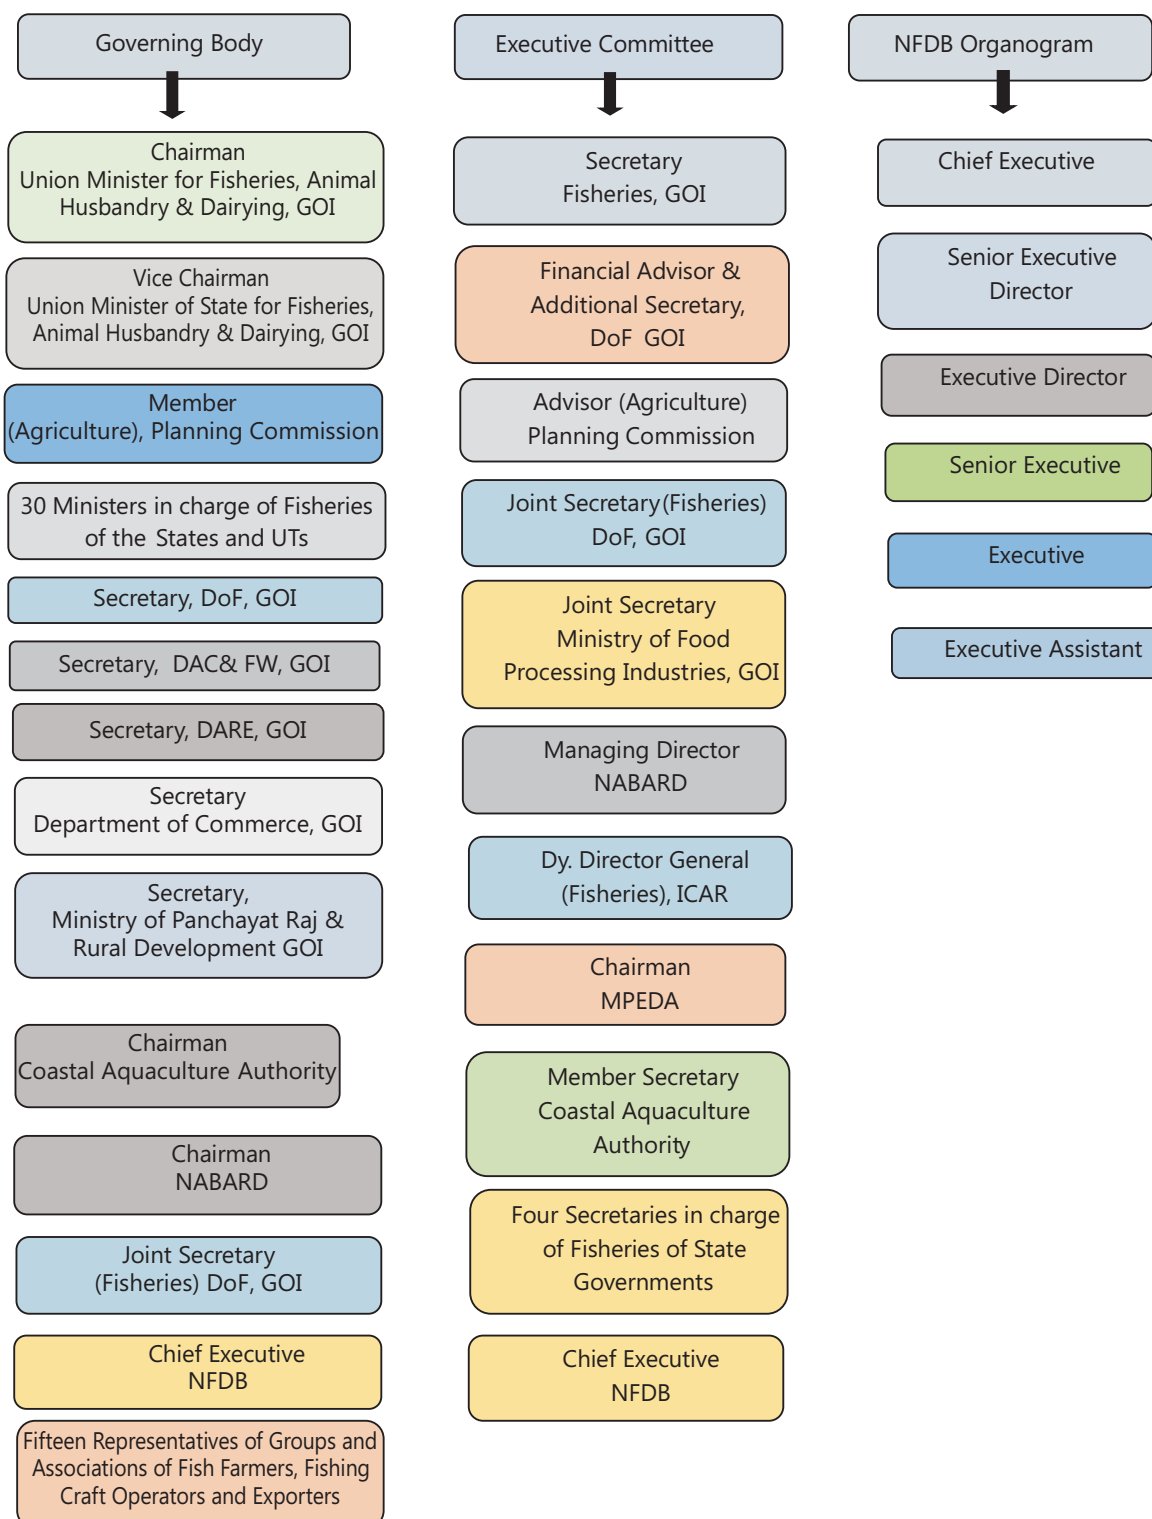 Governing Body
Chairman
Union Minister for Fisheries, Animal
Husbandry & Dairying, GOI
Vice Chairman
Union Minister of State for Fisheries,
Animal Husbandry & Dairying, GOI
Member
(Agriculture), Planning Commission
30 Ministers in charge of Fisheries
of the States and UTs
Secretary, DoF, GOI
Secretary, DAC& FW, GOI
Secretary, DARE, GOI
Secretary
Department of Commerce, GOI
Secretary,
Ministry of Panchayat Raj &
Rural Development GOI
Chairman
Coastal Aquaculture Authority
Chairman
NABARD
Joint Secretary
(Fisheries) DoF, GOI
Chief Executive
NFDB
Fifteen Representatives of Groups and
Associations of Fish Farmers, Fishing
Craft Operators and Exporters
Executive Committee
Secretary
Fisheries, GOI
Financial Advisor &
Additional Secretary,
DoF GOI
Advisor (Agriculture)
Planning Commission
Joint Secretary (Fisheries)
DoF, GOI
Joint Secretary
Ministry of Food
Processing Industries, GOI
Managing Director
NABARD
Dy. Director General
(Fisheries), ICAR
Chairman
MPEDA
Member Secretary
Coastal Aquaculture
Authority
Four Secretaries in charge
of Fisheries of State
Governments
Chief Executive
NFDB
NFDB Organogram
Chief Executive
Senior Executive
Director
Executive Director
Senior Executive
Executive
Executive Assistant